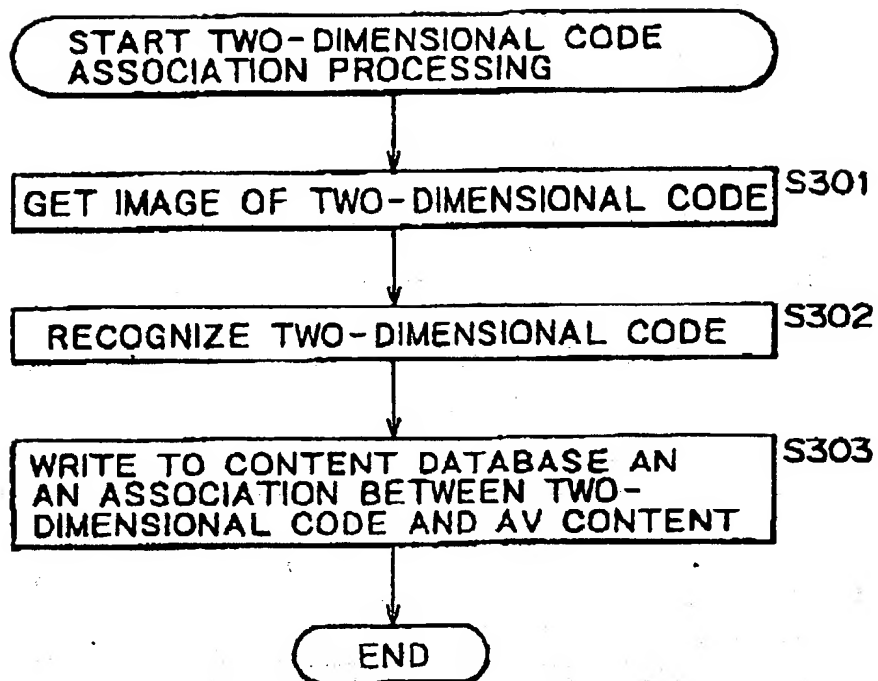 START TWO-DIMENSIONAL CODE
ASSOCIATION PROCESSING
GET IMAGE OF TWO-DIMENSIONAL CODE
S301
RECOGNIZE TWO-DIMENSIONAL CODE
S302
WRITE TO CONTENT DATABASE AN
S303
AN ASSOCIATION BETWEEN TWO-
DIMENSIONAL CODE AND AV CONTENT
END